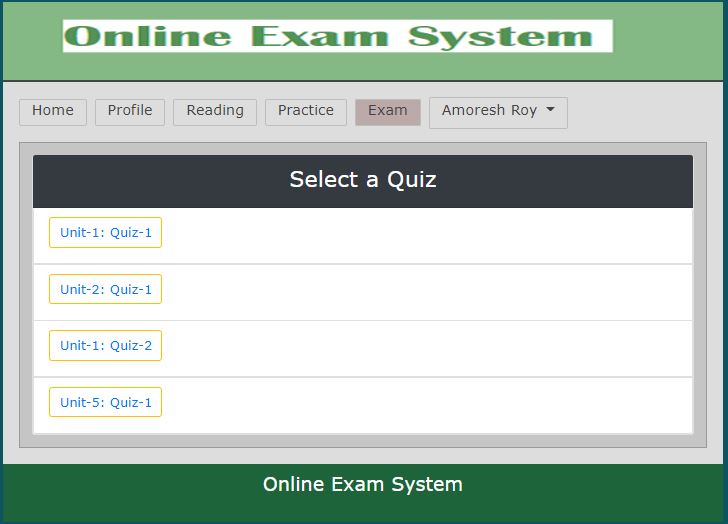 Online Exam System
Home Profile Reading Practice Exam Amoresh Roy
Select a Quiz
Unit-1: Quiz-1
Unit-2: Quiz-1
Unit-1: Quiz-2
Unit-5: Quiz-1
Online Exam System